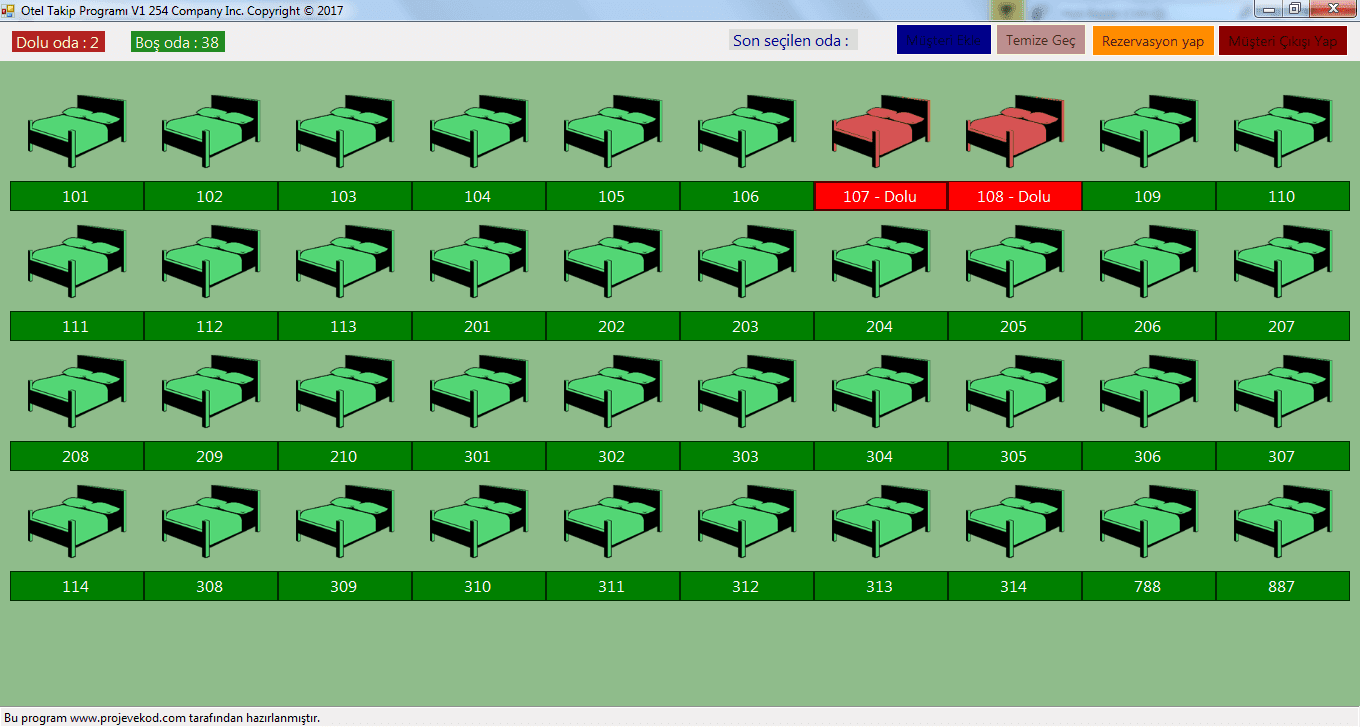 Otel Takip Programı V1 254 Company Inc. Copyright © 2017
Dolu oda : 2 Boş oda : 38 Son seçilen oda : Müşteri Ekle Temize Geç Rezervasyon yap Müşteri Çıkışı Yap
101 102 103 104 105 106 107 - Dolu 108 - Dolu 109 110
111 112 113 201 202 203 204 205 206 207
208 209 210 301 302 303 304 305 306 307
114 308 309 310 311 312 313 314 788 887
Bu program www.projevekod.com tarafından hazırlanmıştır.